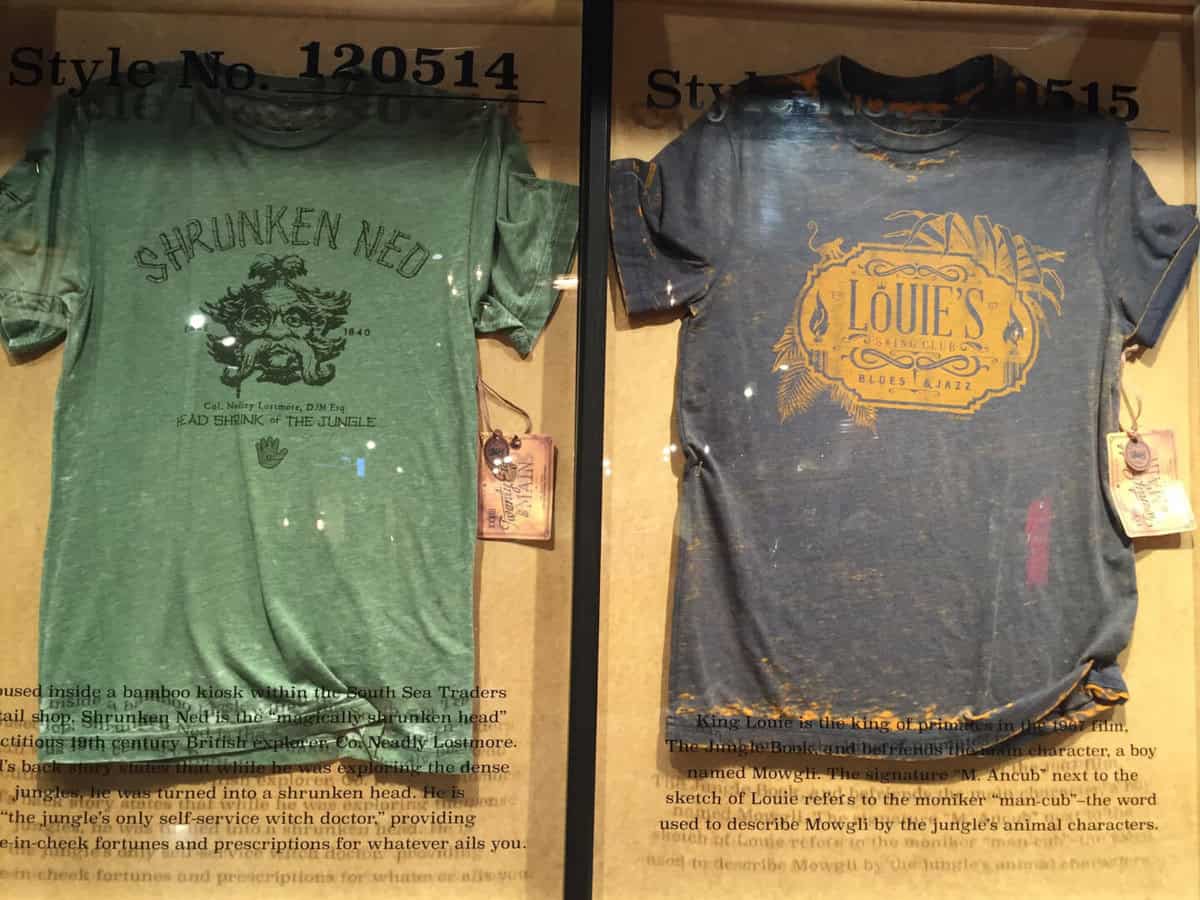 Style No. 120514
SHRUNKEN NED
1840
Col. Nedley Lostmore, D/M Esq
HEAD SHRINK of THE JUNGLE
Twenty
& MAIN
inside a bamboo kiosk within the South Sea Traders
shop, Shrunken Ned is the "magically shrunken head"
19th century British explorer, Co. Neadly Lostmore.
back story states that while he was exploring the dense
jungles, he was turned into a shrunken head. He is
"the jungle's only self-service witch doctor," providing
e-in-cheek fortunes and prescriptions for whatever ails you.
Style No. 120515
LOUIE'S
SWING CLUB
BLUES & JAZZ
Twenty
& MAIN
King Louie is the king of primates in the 1967 film,
The Jungle Book, and befriends the main character, a boy
named Mowgli. The signature "M. Ancub" next to the
sketch of Louie refers to the moniker "man-cub"–the word
used to describe Mowgli by the jungle's animal characters.